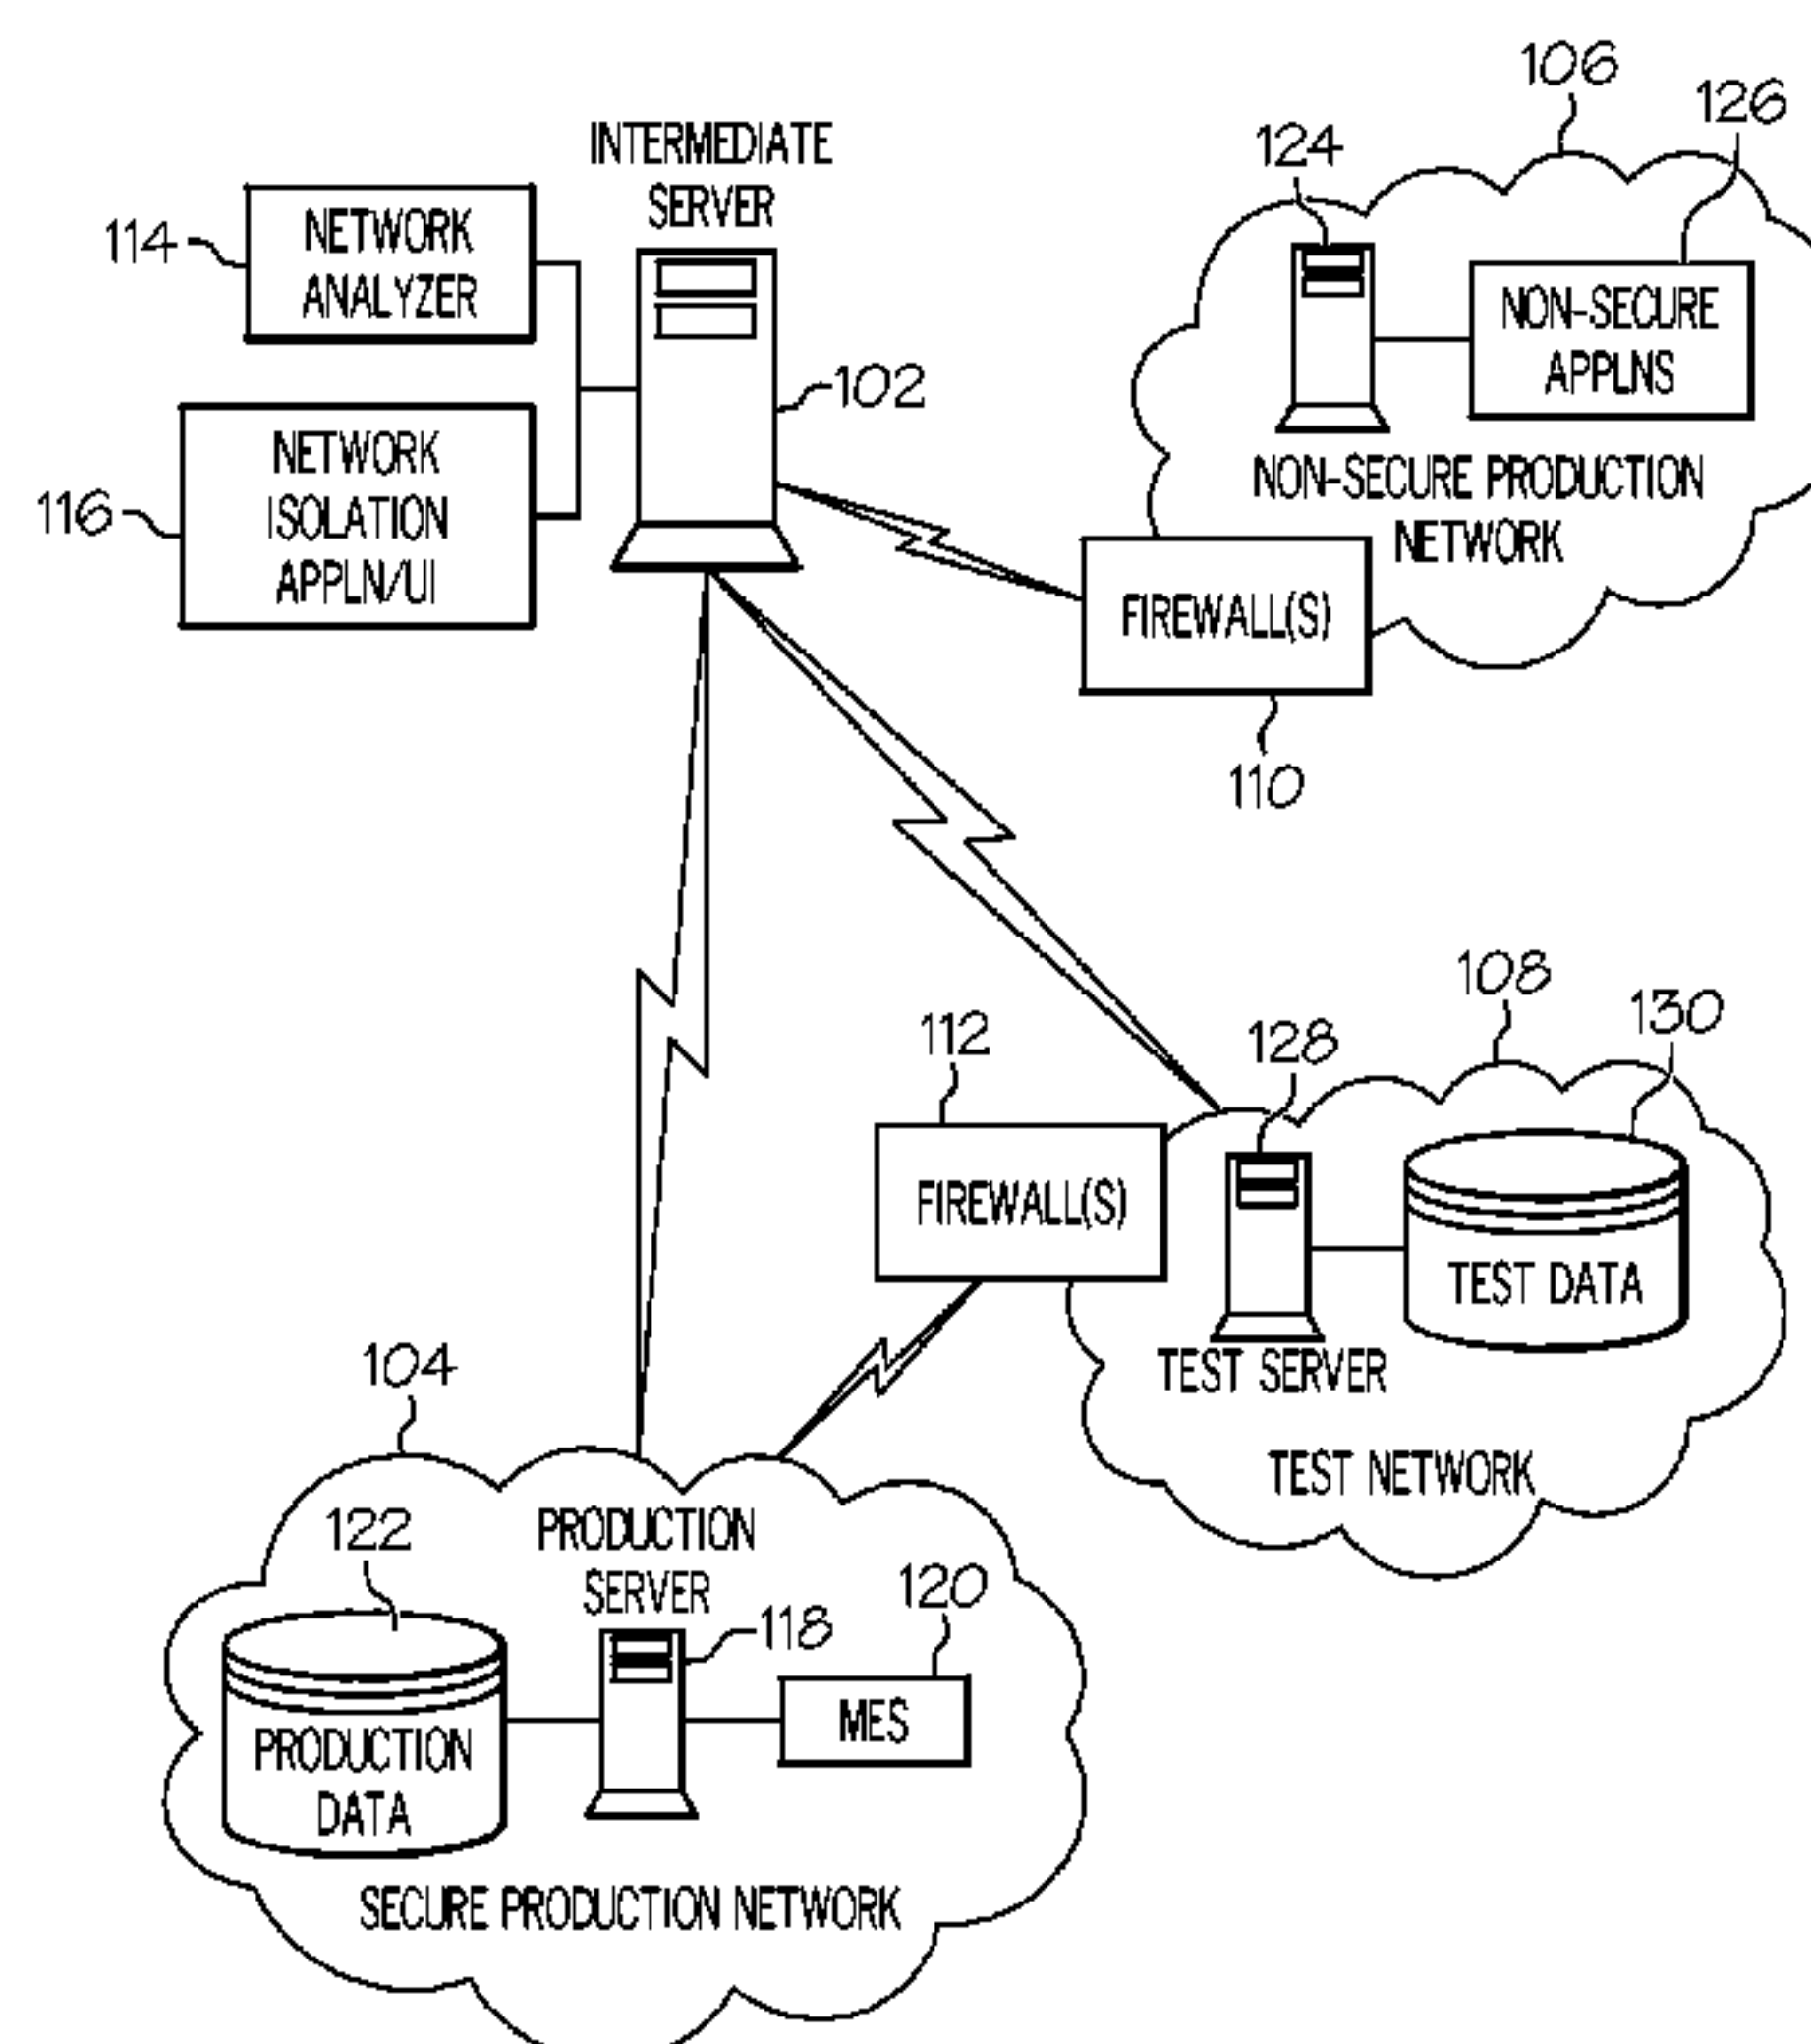 106
126
124
INTERMEDIATE
SERVER
114
NETWORK
ANALYZER
NON-SECURE
APPLNS
102
116
NETWORK
ISOLATION
APPLN/UI
NON-SECURE PRODUCTION
NETWORK
FIREWALL(S)
110
108
130
112
128
FIREWALL(S)
TEST DATA
TEST SERVER
TEST NETWORK
104
122
PRODUCTION
SERVER
120
118
MES
PRODUCTION
DATA
SECURE PRODUCTION NETWORK